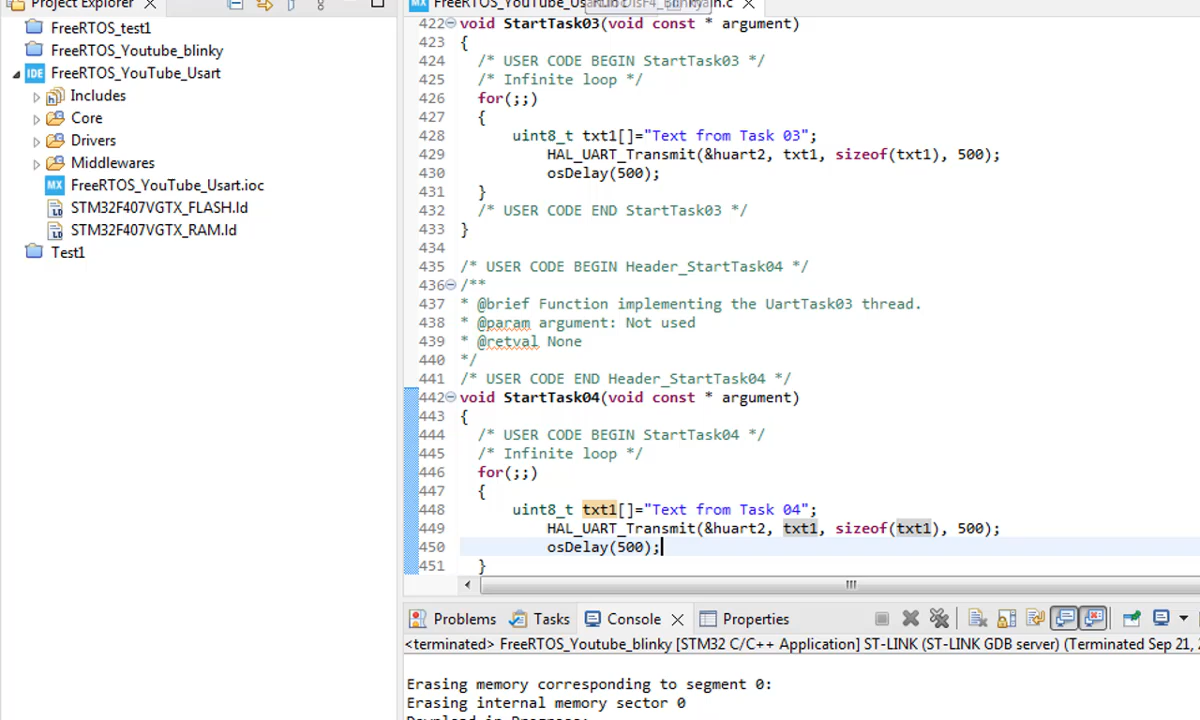 Project Explorer
FreeRTOS_test1
FreeRTOS_Youtube_blinky
IDE FreeRTOS_YouTube_Usart
Includes
Core
Drivers
Middlewares
MX FreeRTOS_YouTube_Usart.ioc
STM32F407VGTX_FLASH.ld
STM32F407VGTX_RAM.ld
Test1
422 void StartTask03(void const * argument)
423 {
424 /* USER CODE BEGIN StartTask03 */
425 /* Infinite loop */
426 for(;;)
427 {
428 uint8_t txt1[]="Text from Task 03";
429 HAL_UART_Transmit(&huart2, txt1, sizeof(txt1), 500);
430 osDelay(500);
431 }
432 /* USER CODE END StartTask03 */
433 }
434
435 /* USER CODE BEGIN Header_StartTask04 */
436 /**
437 * @brief Function implementing the UartTask03 thread.
438 * @param argument: Not used
439 * @retval None
440 */
441 /* USER CODE END Header_StartTask04 */
442 void StartTask04(void const * argument)
443 {
444 /* USER CODE BEGIN StartTask04 */
445 /* Infinite loop */
446 for(;;)
447 {
448 uint8_t txt1[]="Text from Task 04";
449 HAL_UART_Transmit(&huart2, txt1, sizeof(txt1), 500);
450 osDelay(500);
451 }
Problems Tasks Console Properties
<terminated> FreeRTOS_Youtube_blinky [STM32 C/C++ Application] ST-LINK (ST-LINK GDB server) (Terminated Sep 21,
Erasing memory corresponding to segment 0:
Erasing internal memory sector 0
Download in Progress: